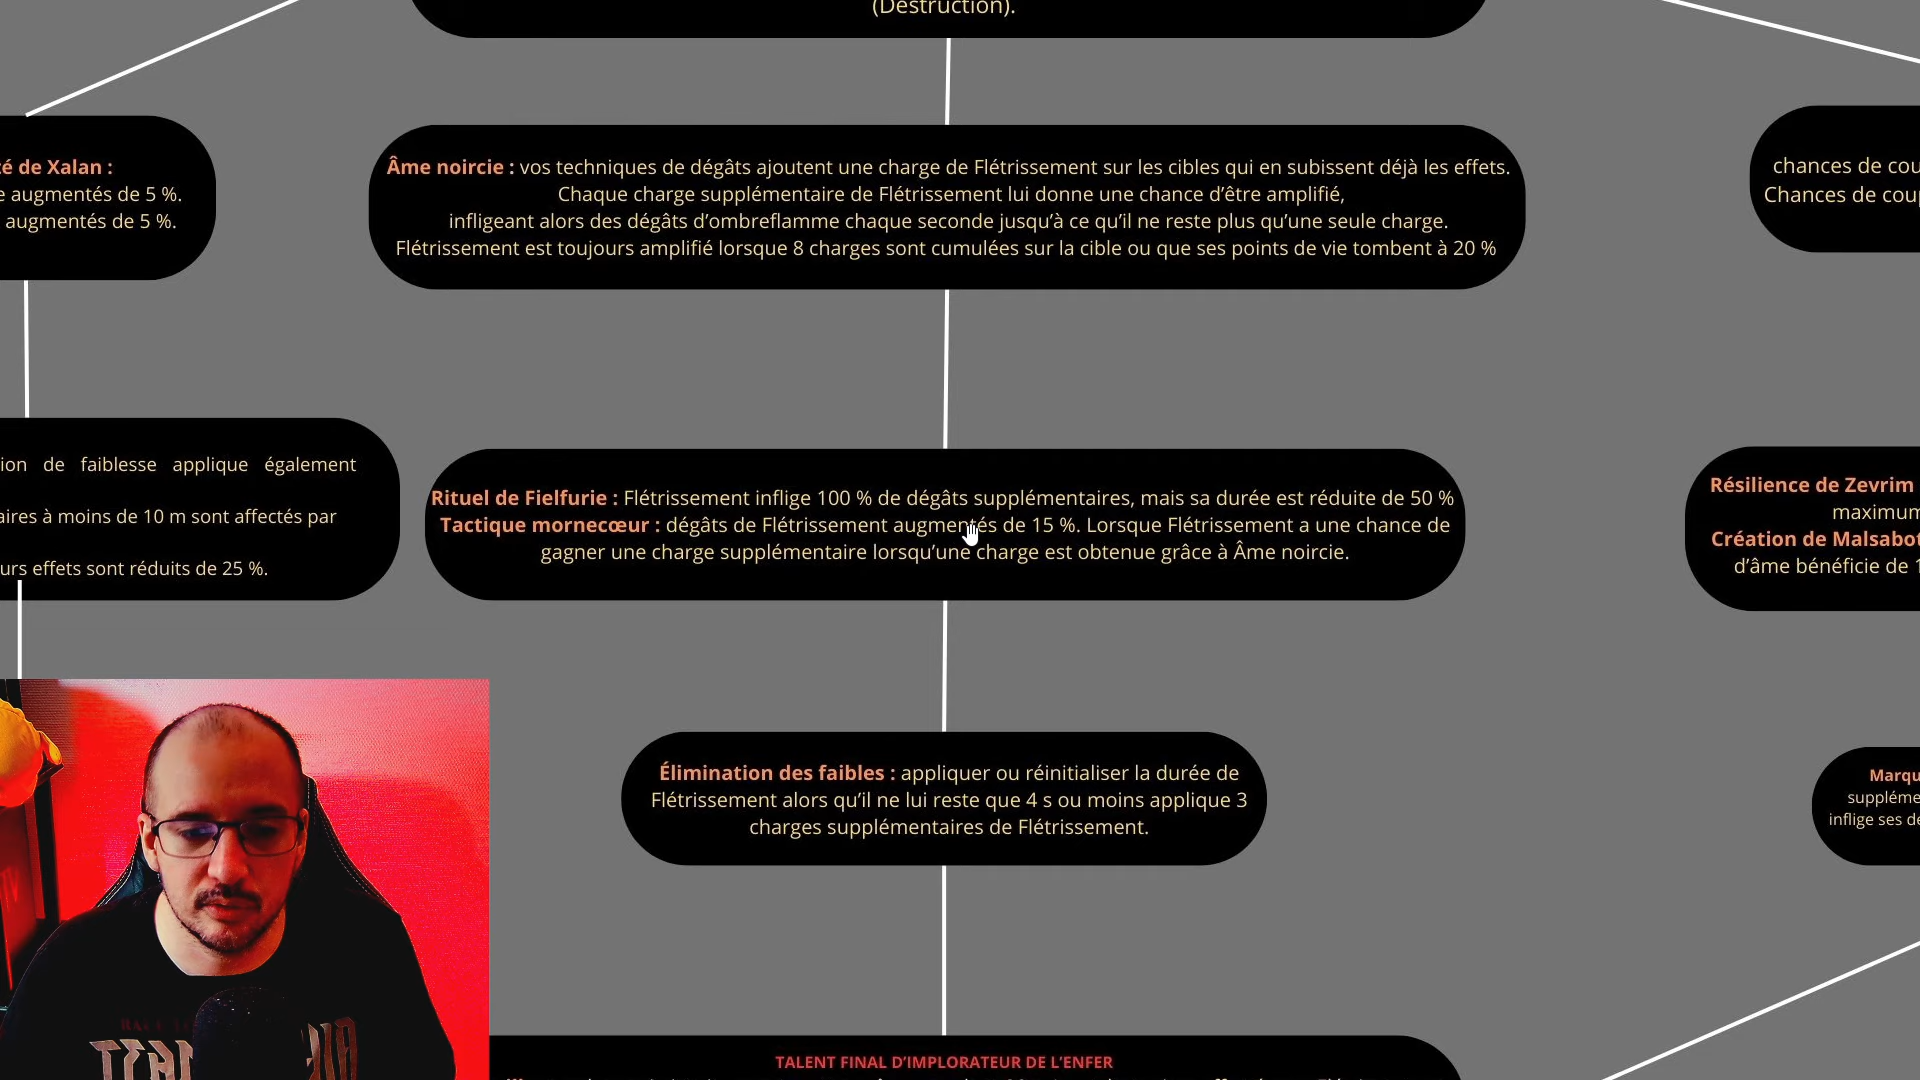 (Destruction).
té de Xalan :
e augmentés de 5 %.
augmentés de 5 %.
Âme noircie : vos techniques de dégâts ajoutent une charge de Flétrissement sur les cibles qui en subissent déjà les effets.
Chaque charge supplémentaire de Flétrissement lui donne une chance d’être amplifié,
infligeant alors des dégâts d’ombreflamme chaque seconde jusqu’à ce qu’il ne reste plus qu’une seule charge.
Flétrissement est toujours amplifié lorsque 8 charges sont cumulées sur la cible ou que ses points de vie tombent à 20 %
chances de cou
Chances de coup
ion de faiblesse applique également
aires à moins de 10 m sont affectés par
urs effets sont réduits de 25 %.
Rituel de Fielfurie : Flétrissement inflige 100 % de dégâts supplémentaires, mais sa durée est réduite de 50 %
Tactique mornecœur : dégâts de Flétrissement augmentés de 15 %. Lorsque Flétrissement a une chance de
gagner une charge supplémentaire lorsqu’une charge est obtenue grâce à Âme noircie.
Résilience de Zevrim
maximum
Création de Malsabot
d’âme bénéficie de 1
Élimination des faibles : appliquer ou réinitialiser la durée de
Flétrissement alors qu’il ne lui reste que 4 s ou moins applique 3
charges supplémentaires de Flétrissement.
Marqu
suppléme
inflige ses dé
TALENT FINAL D’IMPLORATEUR DE L’ENFER